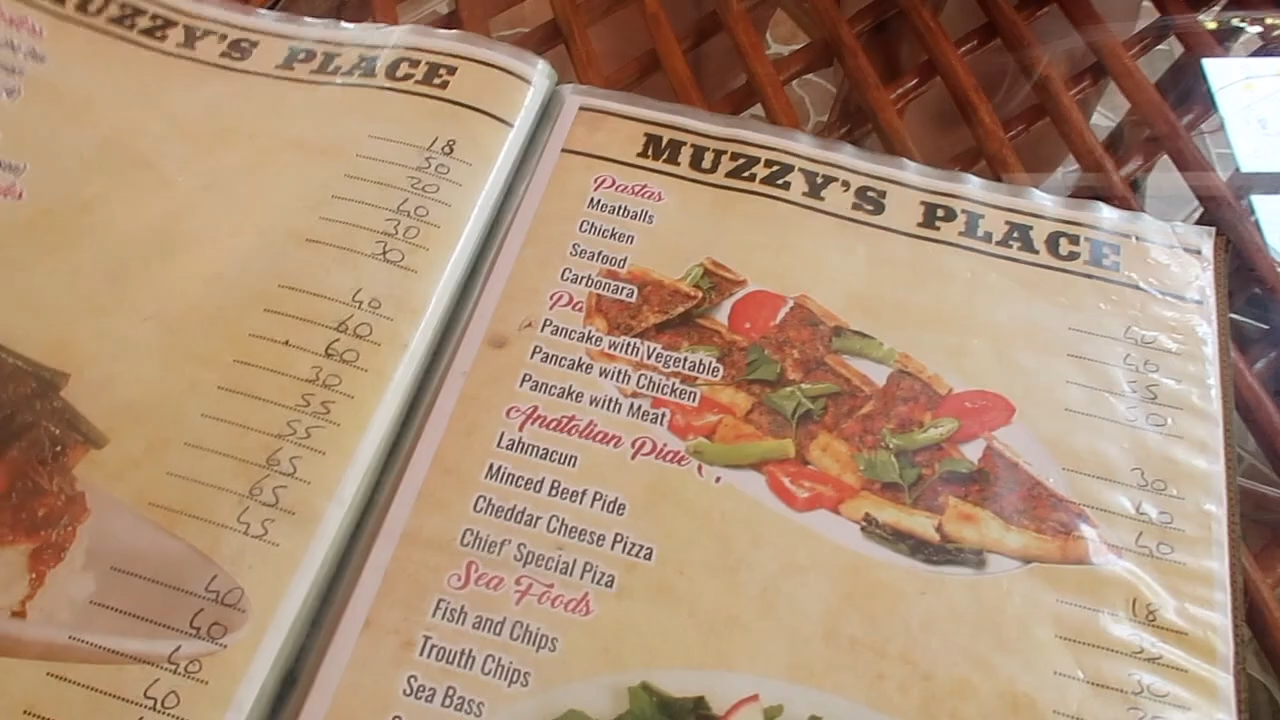 MUZZY'S PLACE
18
50
20
40
30
30
40
60
60
30
55
55
65
65
45
40
40
40
40
MUZZY'S PLACE
Pastas
Meatballs
Chicken
Seafood
Carbonara
Pancake with Vegetable
Pancake with Chicken
Pancake with Meat
Anatolian Pide
Lahmacun
Minced Beef Pide
Cheddar Cheese Pizza
Chief' Special Piza
Sea Foods
Fish and Chips
Trouth Chips
Sea Bass
40
40
55
50
30
40
40
18
35
30